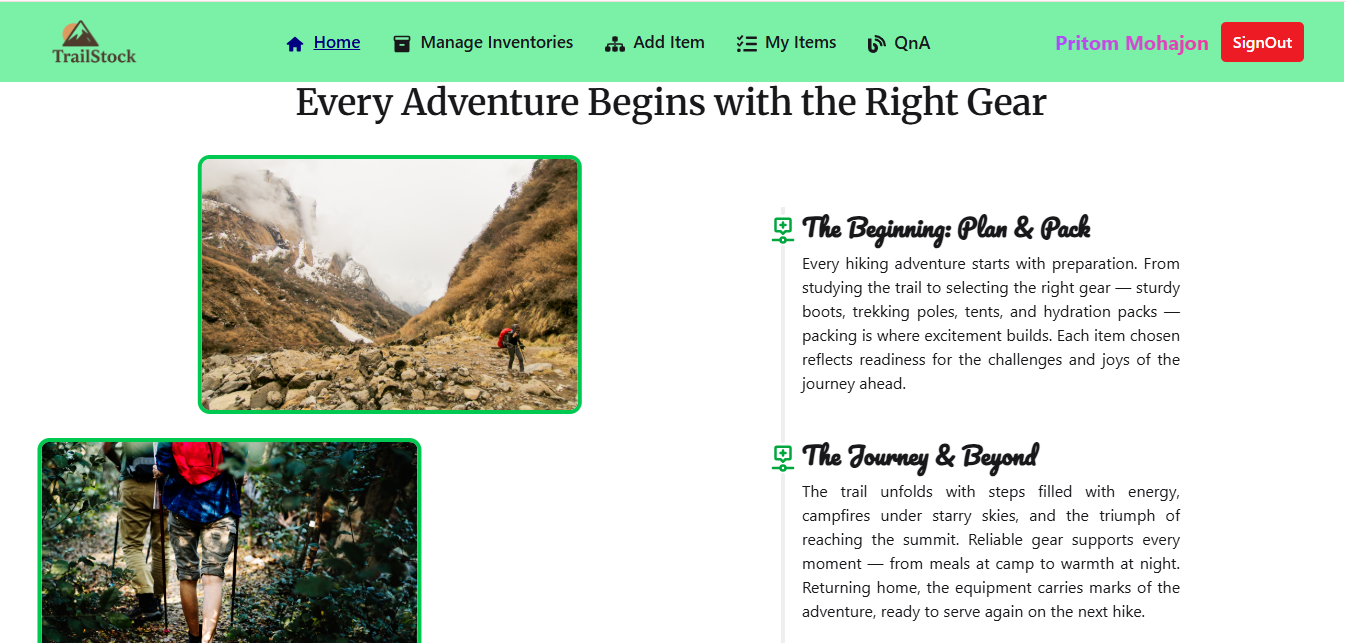 TrailStock
Home
Manage Inventories
Add Item
My Items
QnA
Pritom Mohajon
SignOut
Every Adventure Begins with the Right Gear
The Beginning: Plan & Pack
Every hiking adventure starts with preparation. From
studying the trail to selecting the right gear — sturdy
boots, trekking poles, tents, and hydration packs —
packing is where excitement builds. Each item chosen
reflects readiness for the challenges and joys of the
journey ahead.
The Journey & Beyond
The trail unfolds with steps filled with energy,
campfires under starry skies, and the triumph of
reaching the summit. Reliable gear supports every
moment — from meals at camp to warmth at night.
Returning home, the equipment carries marks of the
adventure, ready to serve again on the next hike.